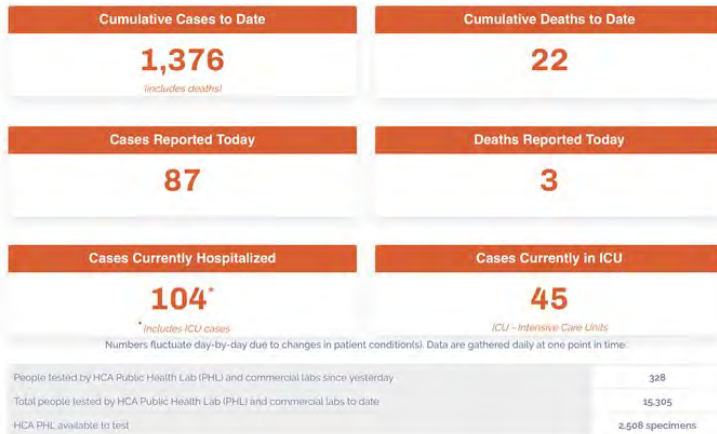 Cumulative Cases to Date
1,376
(includes deaths)
Cumulative Deaths to Date
22
Cases Reported Today
87
Deaths Reported Today
3
Cases Currently Hospitalized
104*
* Includes ICU cases
Cases Currently in ICU
45
ICU - Intensive Care Units
Numbers fluctuate day-by-day due to changes in patient condition(s). Data are gathered daily at one point in time.
People tested by HCA Public Health Lab (PHL) and commercial labs since yesterday 328
Total people tested by HCA Public Health Lab (PHL) and commercial labs to date 15,305
HCA PHL available to test 2,508 specimens